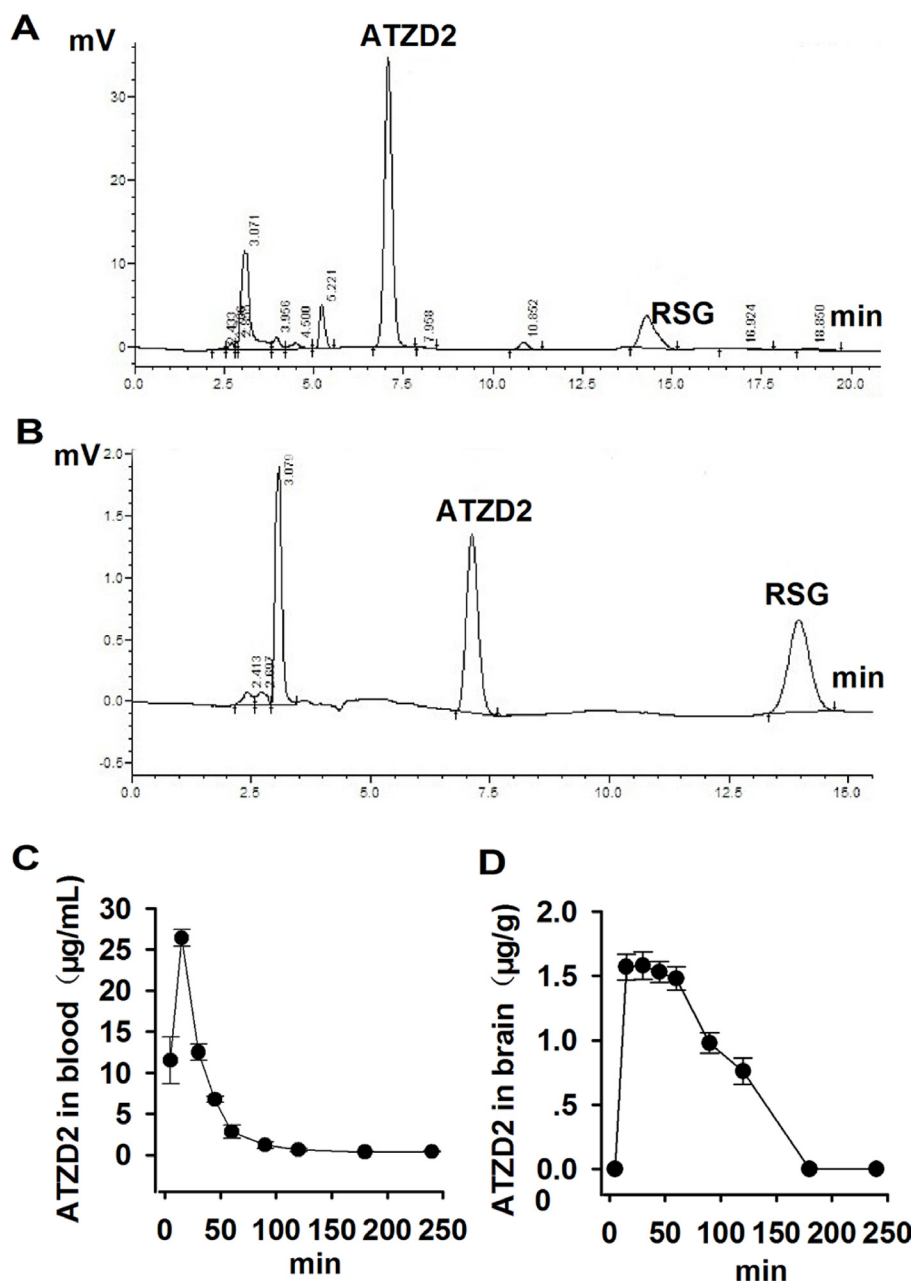 A
mV
ATZD2
30
20
10
0
3.071
3.956
4.500
5.221
7.958
10.852
RSG
16.924
18.850
min
0.0 2.5 5.0 7.5 10.0 12.5 15.0 17.5 20.0
B
mV
2.0
1.5
1.0
0.5
0.0
-0.5
2.413
3.079
ATZD2
RSG
min
0.0 2.5 5.0 7.5 10.0 12.5 15.0
C
ATZD2 in blood (μg/mL)
30
25
20
15
10
5
0
0 50 100 150 200 250
min
D
ATZD2 in brain (μg/g)
2.0
1.5
1.0
.5
0.0
0
0 50 100 150 200 250
min